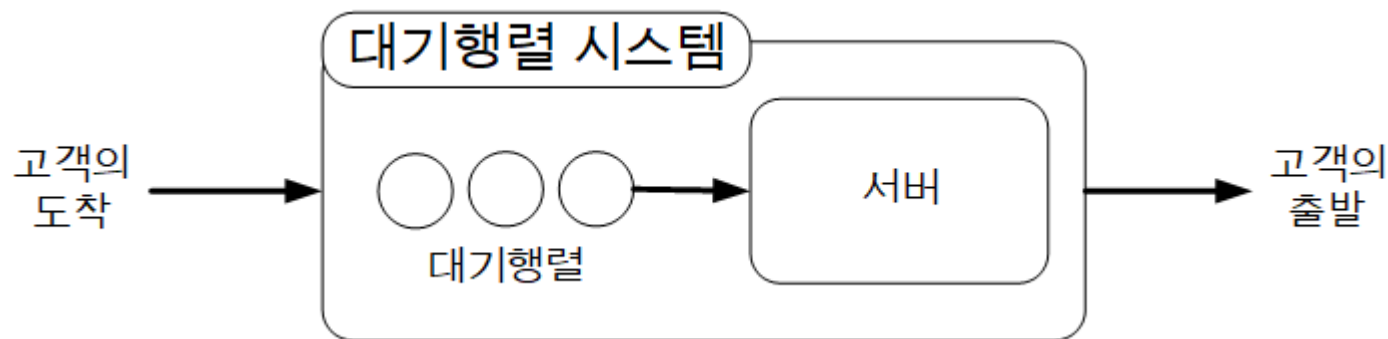 대기행렬 시스템
고객의
도착
대기행렬
서버
고객의
출발